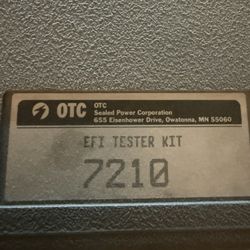 OTC
OTC
Sealed Power Corporation
655 Eisenhower Drive, Owatonna, MN 55060
EFI TESTER KIT
7210